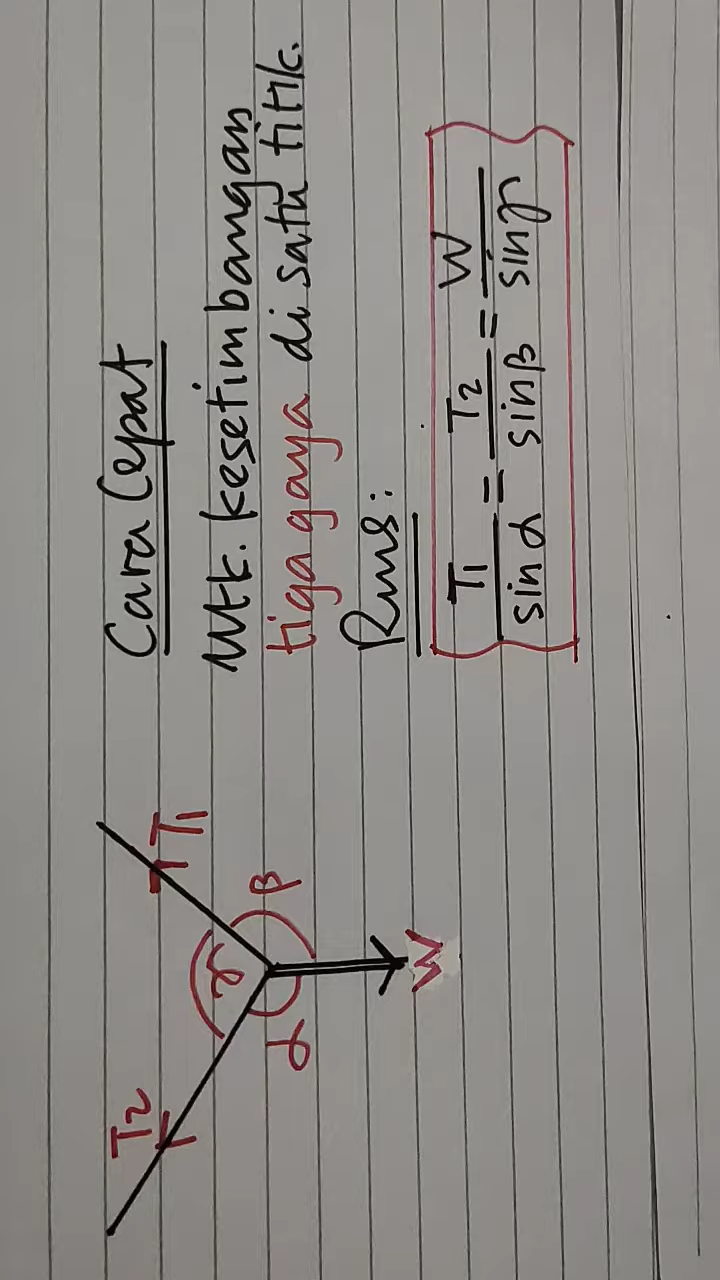 Cara Cepat
Utk. kesetimbangan
tiga gaya di satu titik.
Rms:
T1/sin α = T2/sin β = W/sin γ
T2
T1
γ
α
β
W